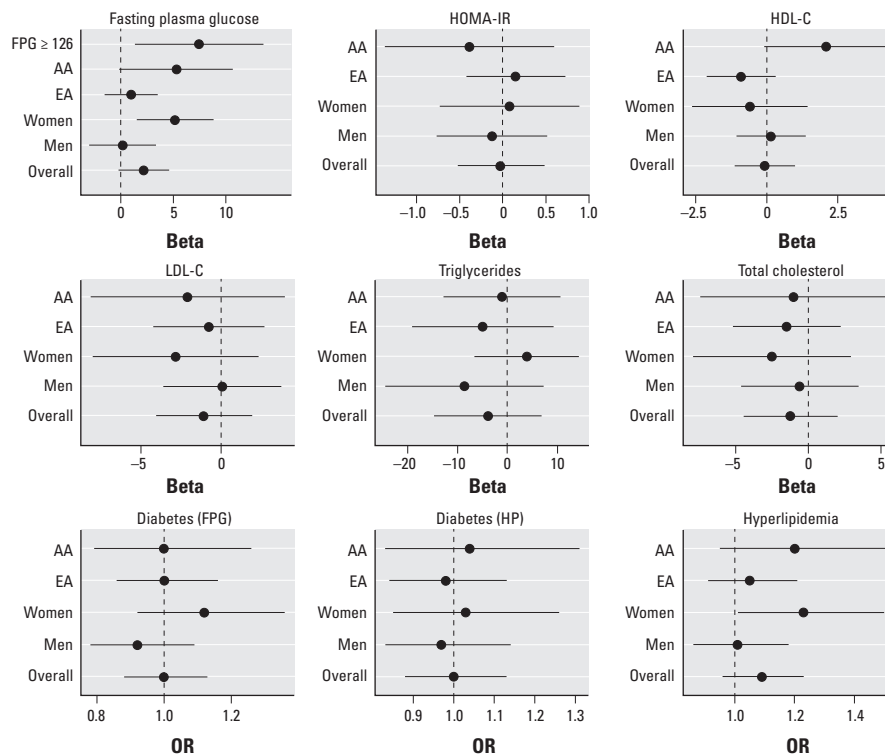 Fasting plasma glucose
FPG ≥ 126
AA
EA
Women
Men
Overall
0 5 10
Beta
HOMA-IR
AA
EA
Women
Men
Overall
–1.0 –0.5 0 0.5 1.0
Beta
HDL-C
AA
EA
Women
Men
Overall
–2.5 0 2.5
Beta
LDL-C
AA
EA
Women
Men
Overall
–5 0
Beta
Triglycerides
AA
EA
Women
Men
Overall
–20 –10 0 10
Beta
Total cholesterol
AA
EA
Women
Men
Overall
–5 0 5
Beta
Diabetes (FPG)
AA
EA
Women
Men
Overall
0.8 1.0 1.2
OR
Diabetes (HP)
AA
EA
Women
Men
Overall
0.9 1.0 1.1 1.2 1.3
OR
Hyperlipidemia
AA
EA
Women
Men
Overall
1.0 1.2 1.4
OR